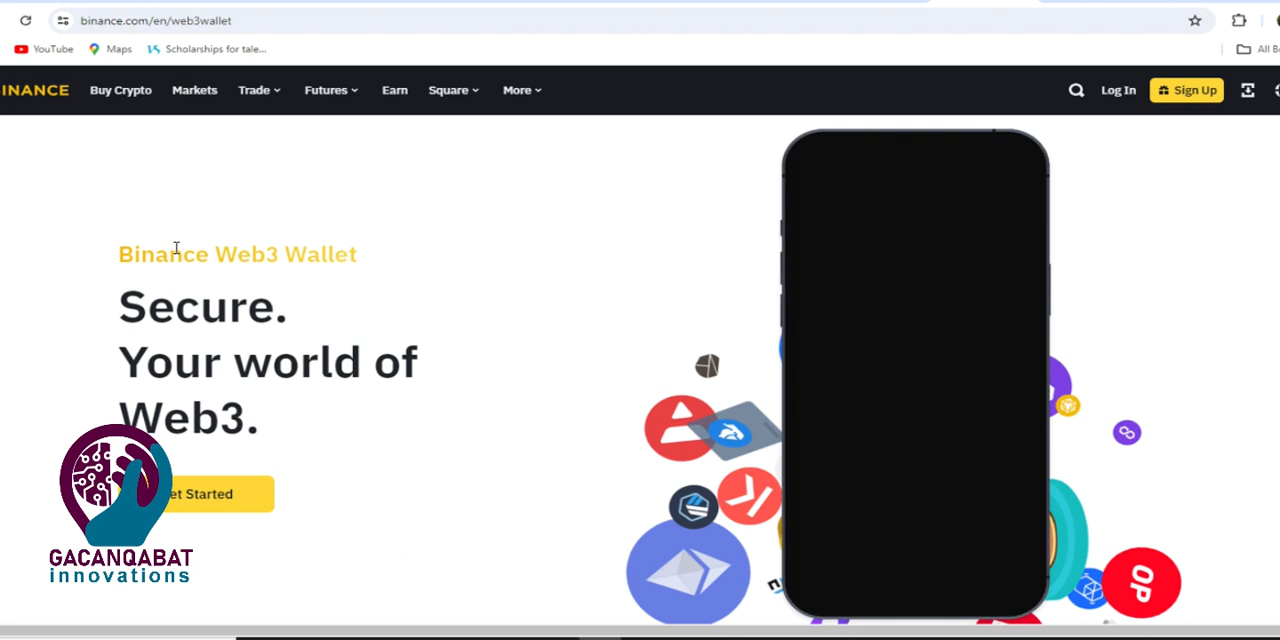 binance.com/en/web3wallet
YouTube Maps Scholarships for tale...
INANCE Buy Crypto Markets Trade Futures Earn Square More Log In Sign Up
Binance Web3 Wallet
Secure.
Your world of
Web3.
et Started
GACANQABAT
innovations
OP